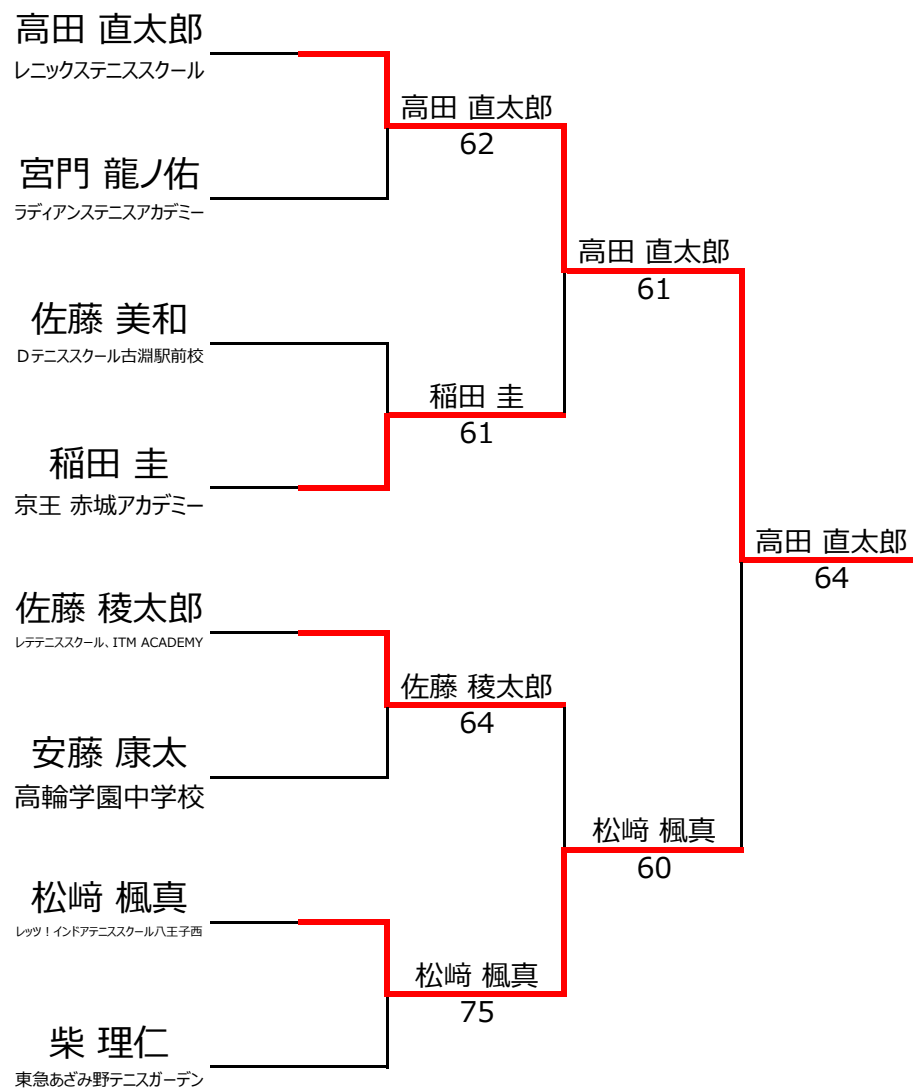 高田 直太郎
レニックステニススクール
高田 直太郎
62
宮門 龍ノ佑
ラディアンステニスアカデミー
高田 直太郎
61
佐藤 美和
Dテニススクール古淵駅前校
稲田 圭
61
稲田 圭
京王 赤城アカデミー
高田 直太郎
64
佐藤 稜太郎
レテテニススクール、ITM ACADEMY
佐藤 稜太郎
64
安藤 康太
高輪学園中学校
松﨑 楓真
60
松﨑 楓真
レッツ！インドアテニススクール八王子西
松﨑 楓真
75
柴 理仁
東急あざみ野テニスガーデン